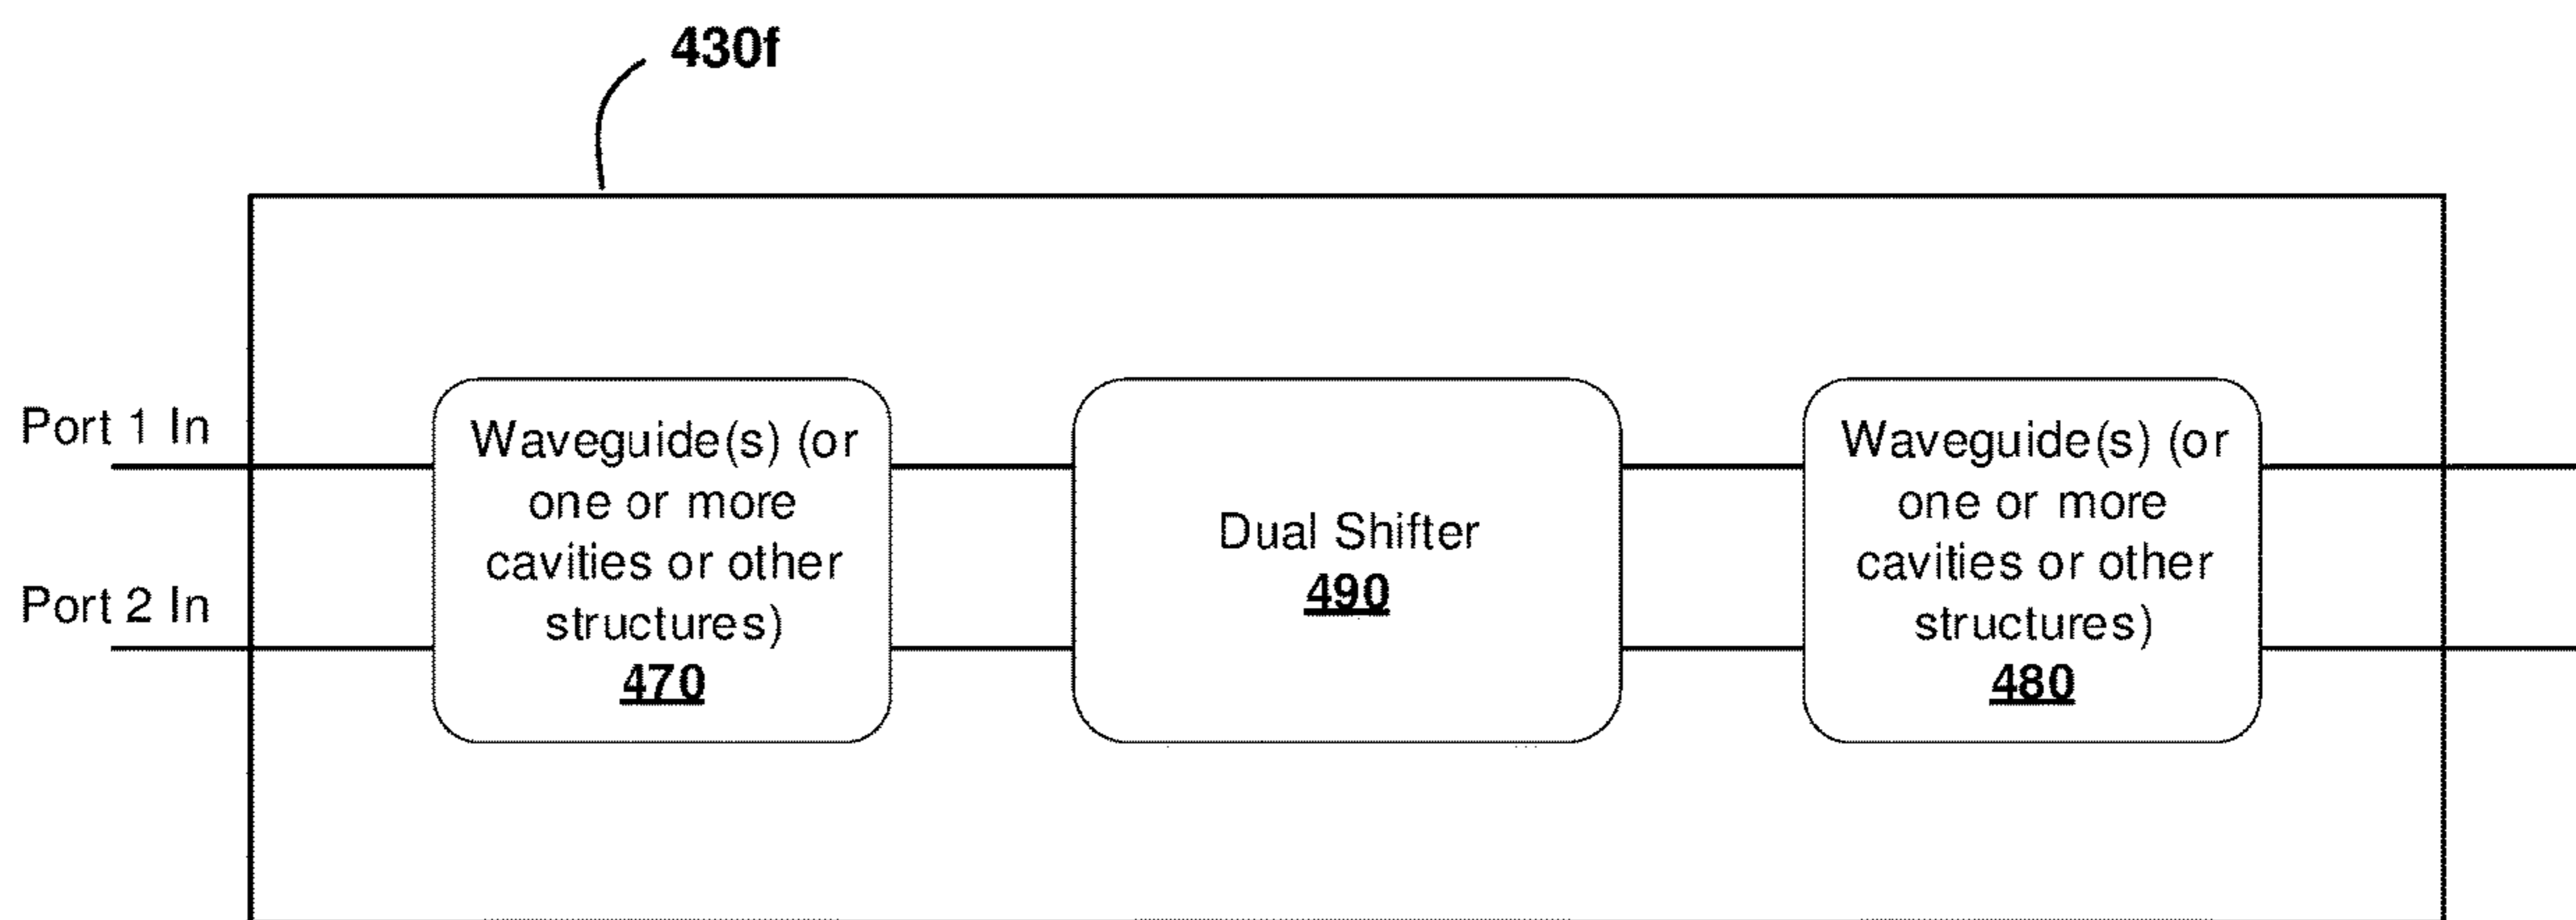 430f
Port 1 In
Port 2 In
Waveguide(s) (or
one or more
cavities or other
structures)
470
Dual Shifter
490
Waveguide(s) (or
one or more
cavities or other
structures)
480